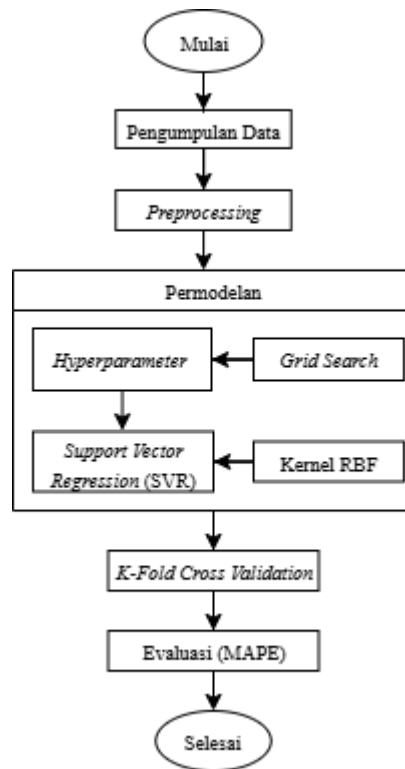 Mulai
Pengumpulan Data
Preprocessing
Permodelan
Hyperparameter
Grid Search
Support Vector
Regression (SVR)
Kernel RBF
K-Fold Cross Validation
Evaluasi (MAPE)
Selesai